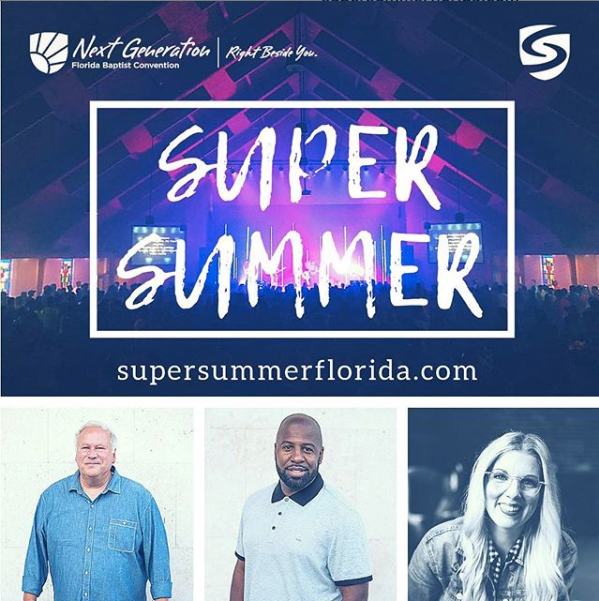 Next Generation
Florida Baptist Convention
Right Beside You.
SUPER
SUMMER
supersummerflorida.com